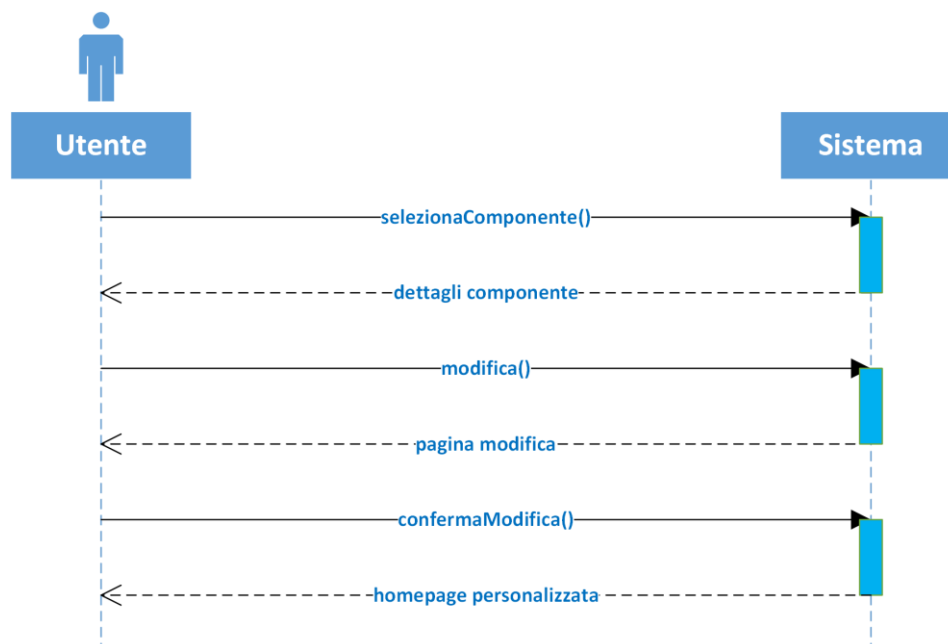 Utente
Sistema
selezionaComponente()
dettagli componente
modifica()
pagina modifica
confermaModifica()
homepage personalizzata